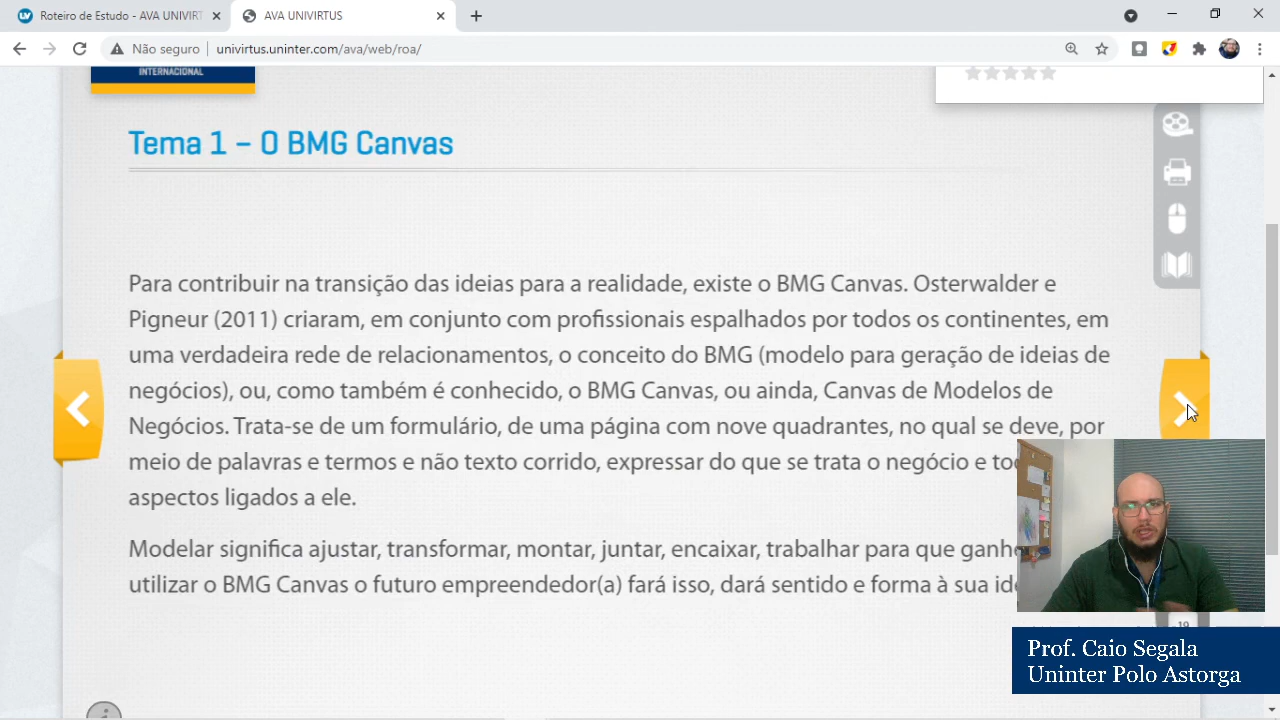 Roteiro de Estudo - AVA UNIVIRT
AVA UNIVIRTUS
Não seguro
univirtus.uninter.com/ava/web/roa/
INTERNACIONAL
Tema 1 – O BMG Canvas
Para contribuir na transição das ideias para a realidade, existe o BMG Canvas. Osterwalder e
Pigneur (2011) criaram, em conjunto com profissionais espalhados por todos os continentes, em
uma verdadeira rede de relacionamentos, o conceito do BMG (modelo para geração de ideias de
negócios), ou, como também é conhecido, o BMG Canvas, ou ainda, Canvas de Modelos de
Negócios. Trata-se de um formulário, de uma página com nove quadrantes, no qual se deve, por
meio de palavras e termos e não texto corrido, expressar do que se trata o negócio e
aspectos ligados a ele.
Modelar significa ajustar, transformar, montar, juntar, encaixar, trabalhar para que
utilizar o BMG Canvas o futuro empreendedor(a) fará isso, dará sentido e forma à sua
19
Prof. Caio Segala
Uninter Polo Astorga